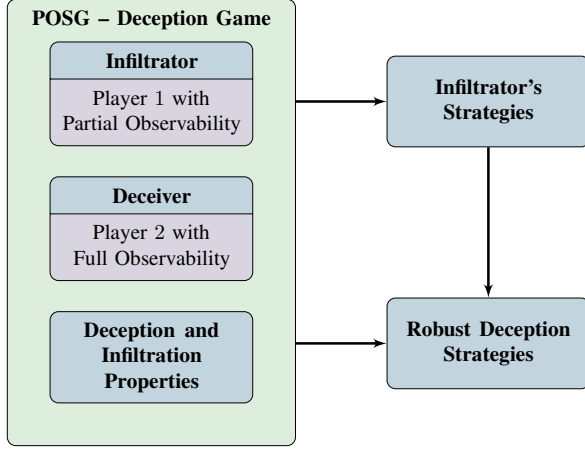 POSG – Deception Game
Infiltrator
Player 1 with
Partial Observability
Deceiver
Player 2 with
Full Observability
Deception and
Infiltration
Properties
Infiltrator's
Strategies
Robust Deception
Strategies